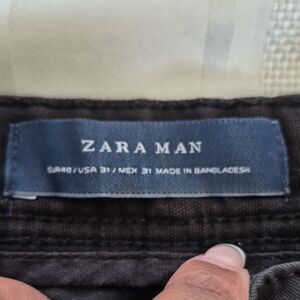 ZARA MAN
EUR40/USA 31/MEX 31 MADE IN BANGLADESH